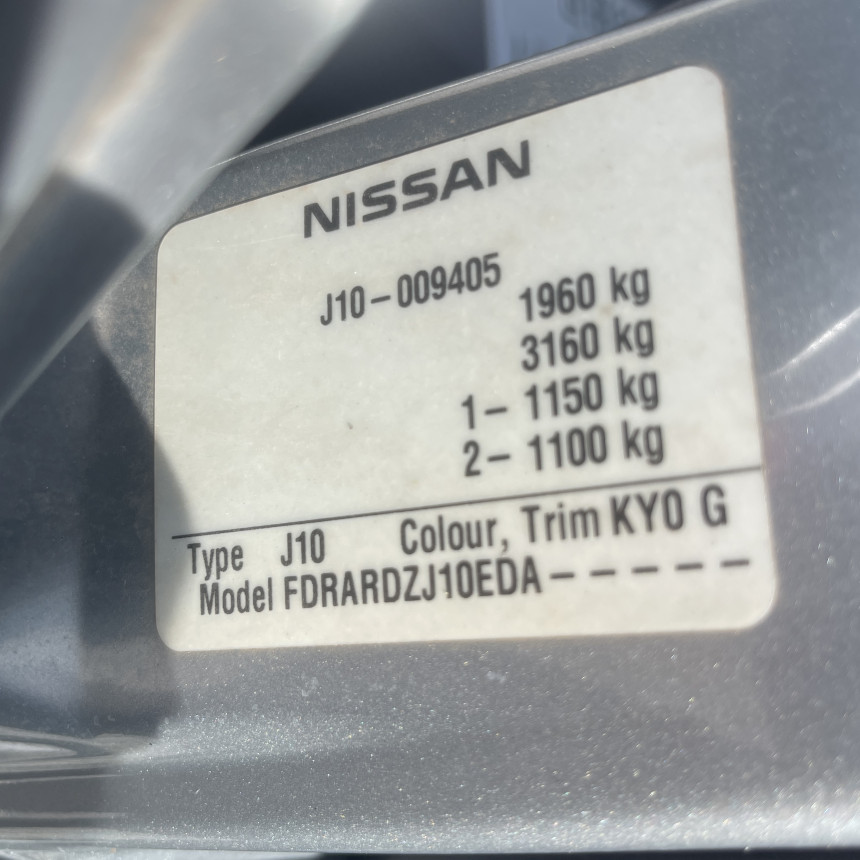 NISSAN
J10-009405
1960 kg
3160 kg
1- 1150 kg
2- 1100 kg
Type J10 Colour, Trim KY0 G
Model FDRARDZJ10EDA-----